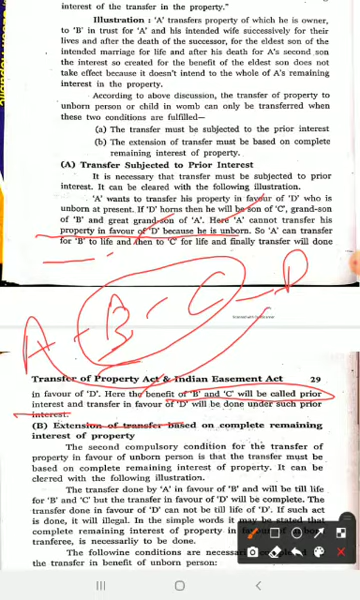 interest of the transfer in the property."
Illustration : 'A' transfers property of which he is owner,
to 'B' in trust for 'A' and his intended wife successively for their
lives and after the death of the successor, for the eldest son of the
intended marriage for life and after his death for A's second son
the interest so created for the benefit of the eldest son does not
take effect because it doesn't intend to the whole of A's remaining
interest in the property.
According to above discussion, the transfer of property to
unborn person or child in womb can only be transferred when
these two conditions are fulfilled—
(a) The transfer must be subjected to the prior interest
(b) The extension of transfer must be based on complete
remaining interest of property.
(A) Transfer Subjected to Prior Interest
It is necessary that transfer must be subjected to prior
interest. It can be cleared with the following illustration.
'A' wants to transfer his property in favour of 'D' who is
unborn at present. If 'D' borns then he will be son of 'C', grand-son
of 'B' and great grand-son of 'A'. Here 'A' cannot transfer his
property in favour of 'D' because he is unborn. So 'A' can transfer
for 'B' to life and then to 'C' for life and finally transfer will done
A - B - C - D
Transfer of Property Act & Indian Easement Act 29
in favour of 'D'. Here the benefit of 'B' and 'C' will be called prior
interest and transfer in favour of 'D' will be done under such prior
interest.
(B) Extension of transfer based on complete remaining
interest of property
The second compulsory condition for the transfer of
property in favour of unborn person is that the transfer must be
based on complete remaining interest of property. It can be
cleared with the following illustration.
The transfer done by 'A' in favour of 'B' and will be till life
for 'B' and 'C' but the transfer in favour of 'D' will be complete. The
transfer done in favour of 'D' can not be till life of 'D'. If such act
is done, it will illegal. In the simple words it may be stated that
complete remaining interest of property in
tranferee, is necessarily to be done.
The following conditions are
the transfer in benefit of unborn person: